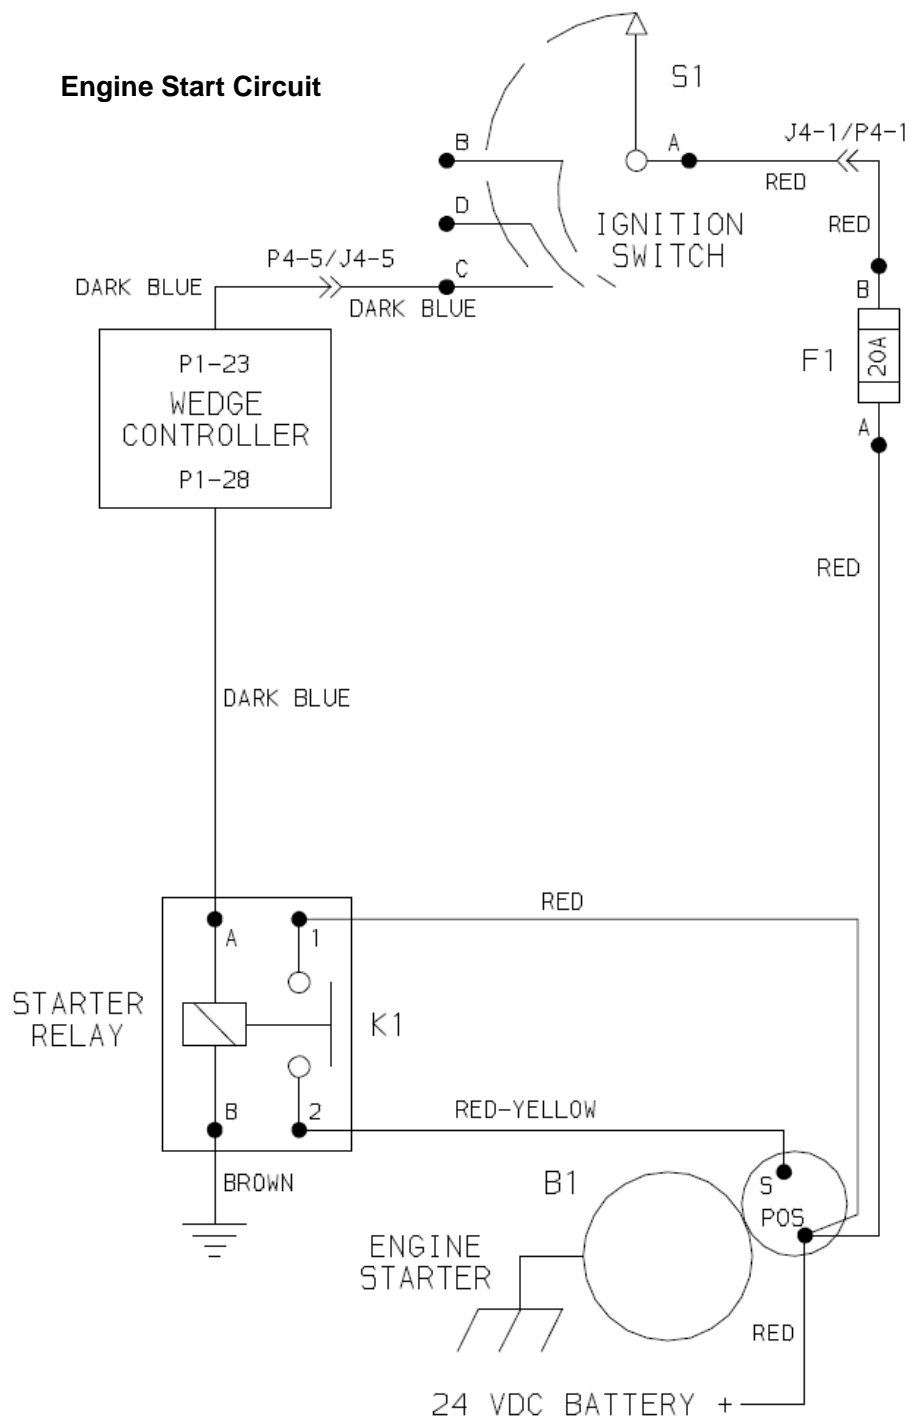 Engine Start Circuit
S1
J4-1/P4-1
B
A
RED
D
IGNITION
SWITCH
RED
P4-5/J4-5
C
DARK BLUE
DARK BLUE
B
P1-23
WEDGE
CONTROLLER
P1-28
F1
20A
A
RED
DARK BLUE
RED
A
1
STARTER
RELAY
K1
B
2
RED-YELLOW
BROWN
B1
S
POS
ENGINE
STARTER
RED
24 VDC BATTERY +